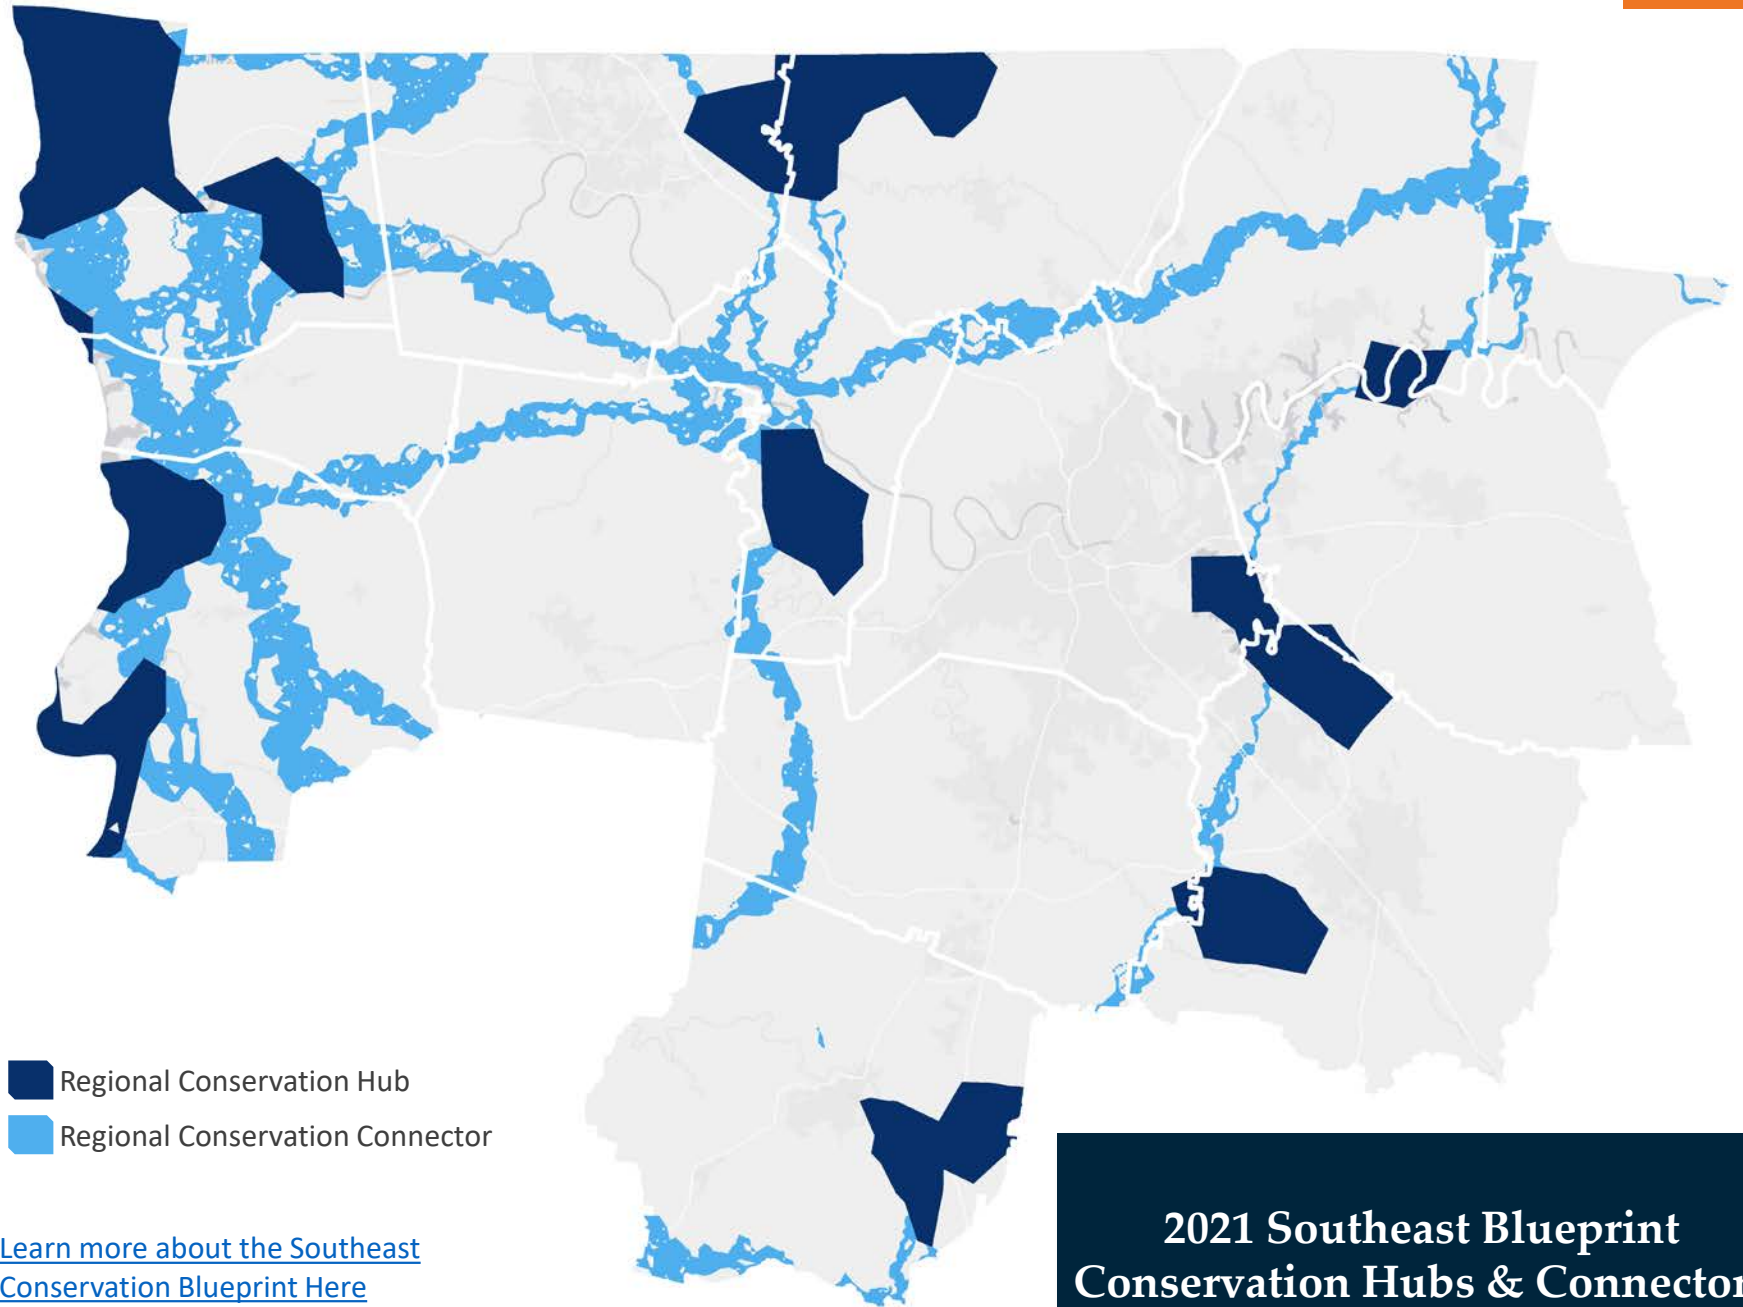 Regional Conservation Hub
Regional Conservation Connector
Learn more about the Southeast
Conservation Blueprint Here
2021 Southeast Blueprint
Conservation Hubs & Connector